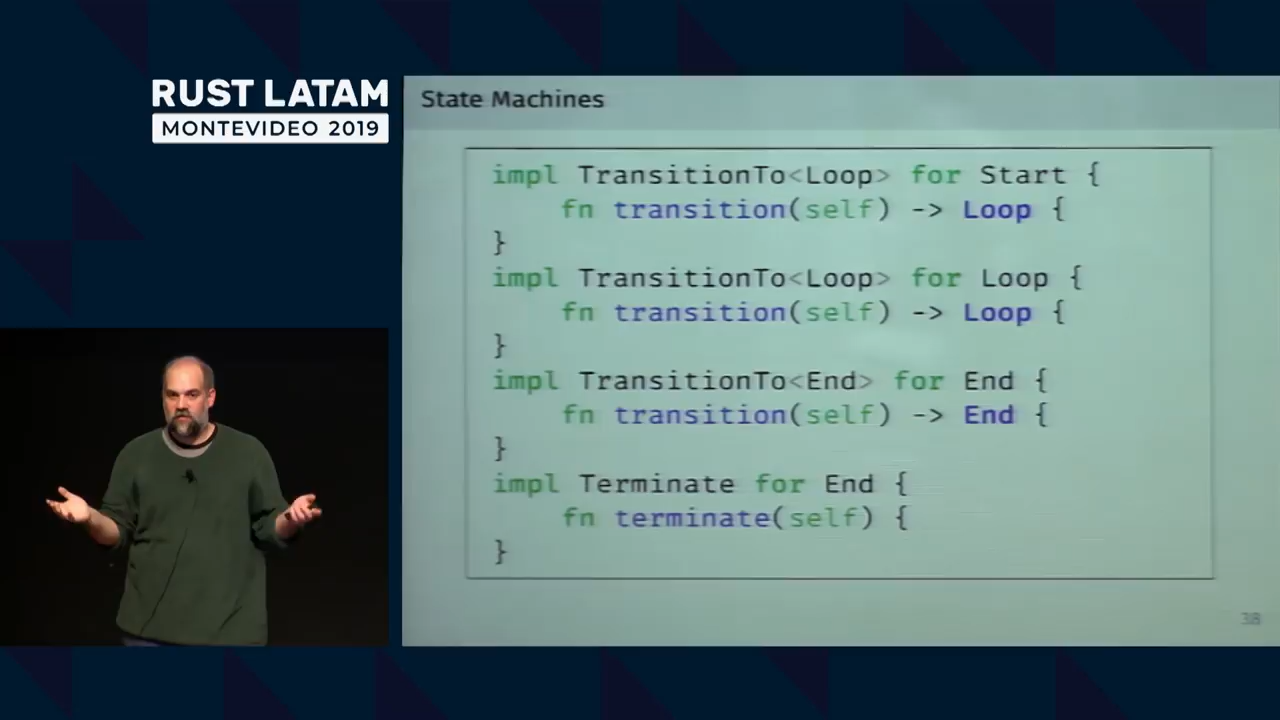 RUST LATAM
MONTEVIDEO 2019
State Machines
impl TransitionTo<Loop> for Start {
    fn transition(self) -> Loop {
}
impl TransitionTo<Loop> for Loop {
    fn transition(self) -> Loop {
}
impl TransitionTo<End> for End {
    fn transition(self) -> End {
}
impl Terminate for End {
    fn terminate(self) {
}
38